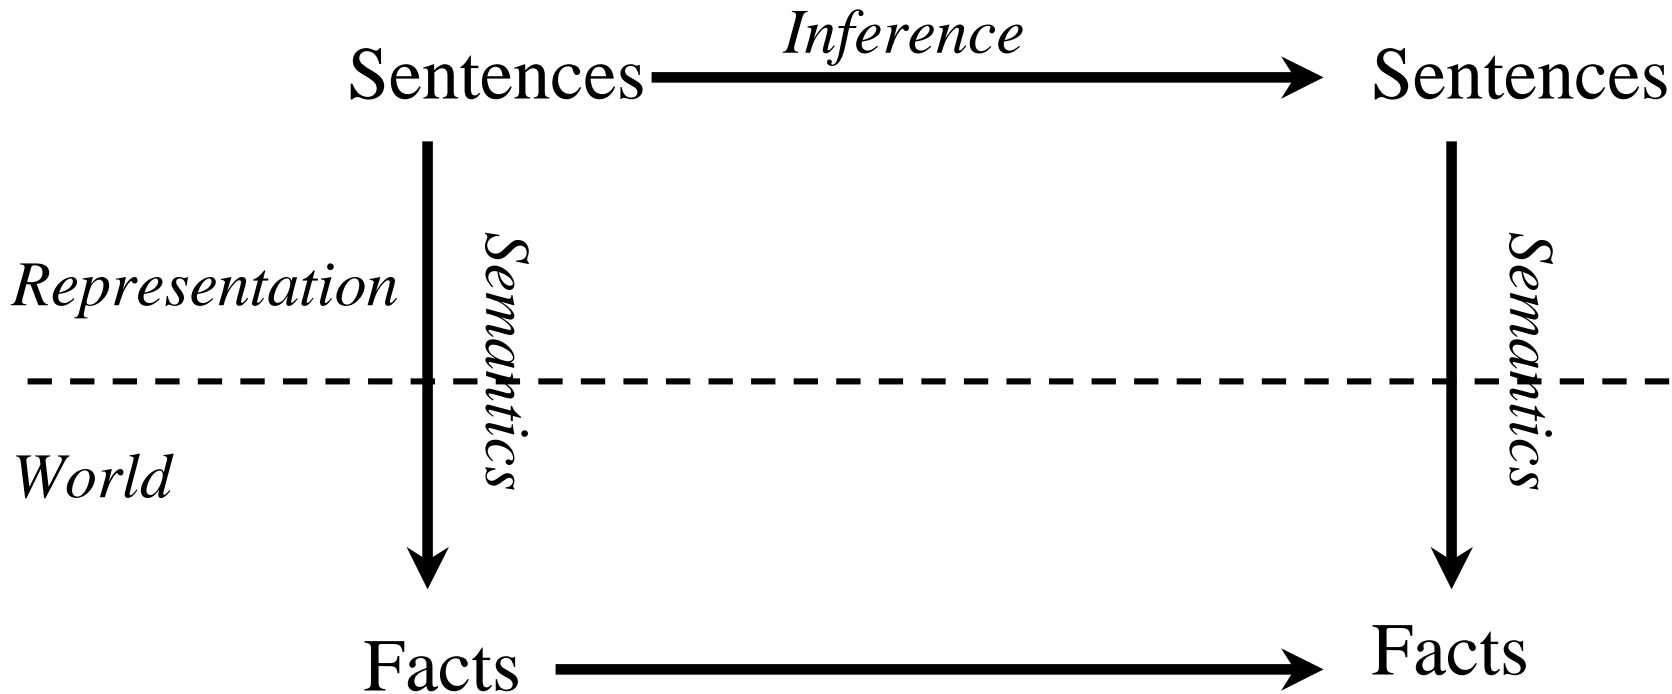 Inference
Sentences
Sentences
Semantics
Semantics
Representation
World
Facts
Facts